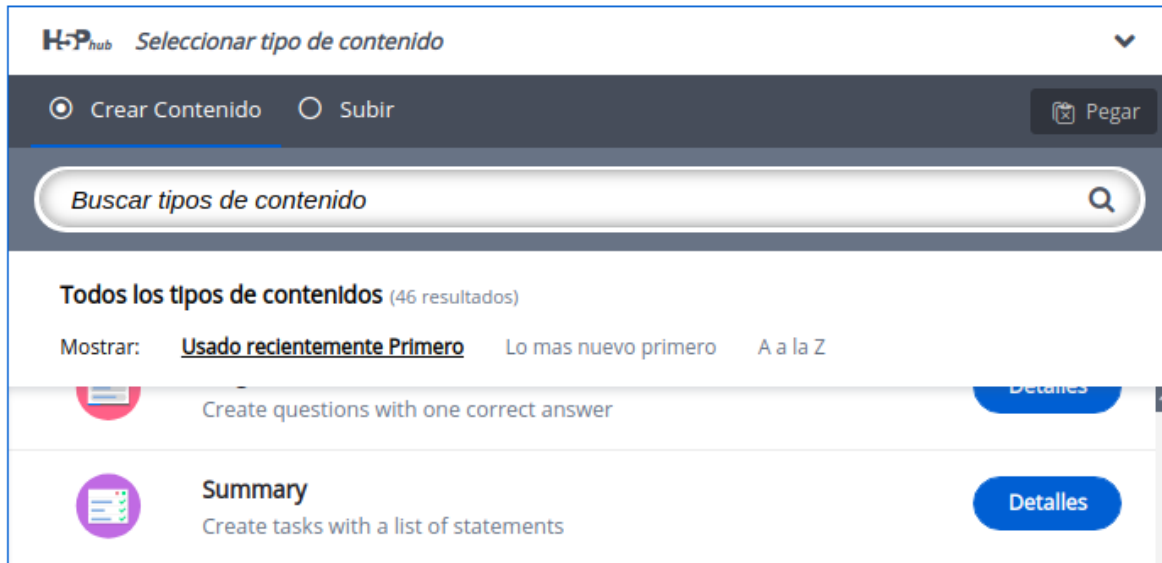 H5Phub Seleccionar tipo de contenido
Crear Contenido Subir Pegar
Buscar tipos de contenido
Todos los tipos de contenidos (46 resultados)
Mostrar: Usado recientemente Primero Lo mas nuevo primero A a la Z
Detalles
Create questions with one correct answer
Summary
Create tasks with a list of statements
Detalles